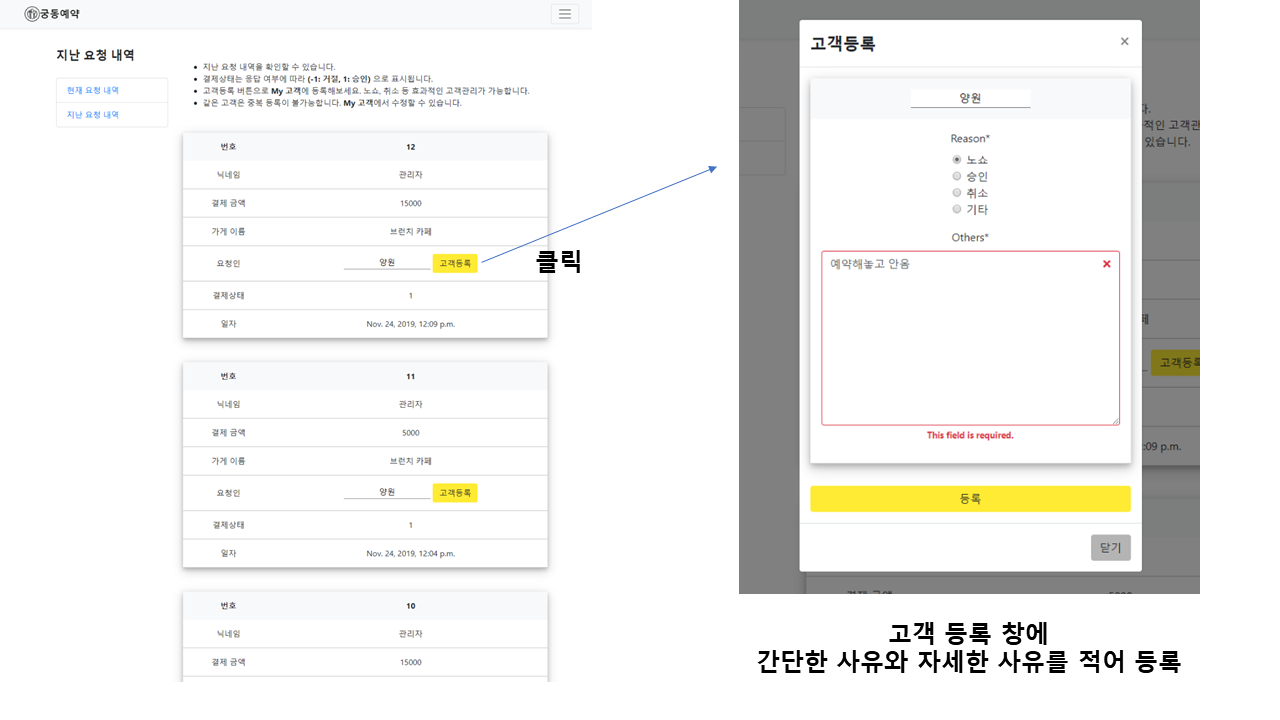 궁동예약
지난 요청 내역
현재 요청 내역
지난 요청 내역
지난 요청 내역을 확인할 수 있습니다.
결제상태는 응답 여부에 따라 (-1: 거절, 1: 승인) 으로 표시됩니다.
고객등록 버튼으로 My 고객에 등록해보세요. 노쇼, 취소 등 효과적인 고객관리가 가능합니다.
같은 고객은 중복 등록이 불가능합니다. My 고객에서 수정할 수 있습니다.
번호 12
닉네임 관리자
결제 금액 15000
가게 이름 브런치 카페
요청인 양원 고객등록
결제상태 1
일자 Nov. 24, 2019, 12:09 p.m.
번호 11
닉네임 관리자
결제 금액 5000
가게 이름 브런치 카페
요청인 양원 고객등록
결제상태 1
일자 Nov. 24, 2019, 12:04 p.m.
번호 10
닉네임 관리자
결제 금액 15000
클릭
고객등록 ×
양원
Reason*
노쇼
승인
취소
기타
Others*
예약해놓고 안옴
This field is required.
등록
닫기
적인 고객관
있습니다.
고객등록
:09 p.m.
고객 등록 창에
간단한 사유와 자세한 사유를 적어 등록